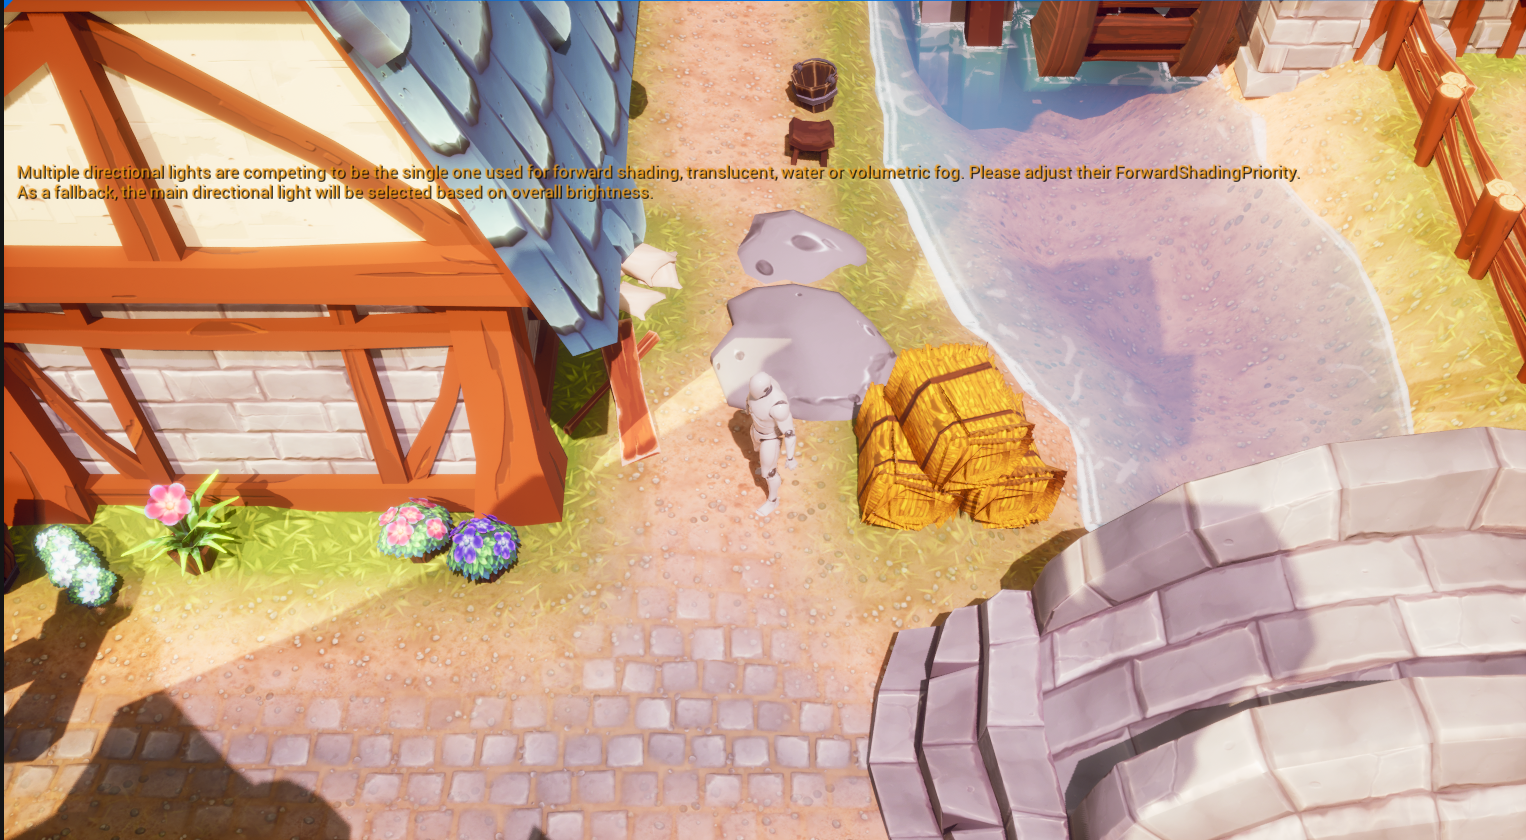 Multiple directional lights are competing to be the single one used for forward shading, translucent, water or volumetric fog. Please adjust their ForwardShadingPriority.
As a fallback, the main directional light will be selected based on overall brightness.